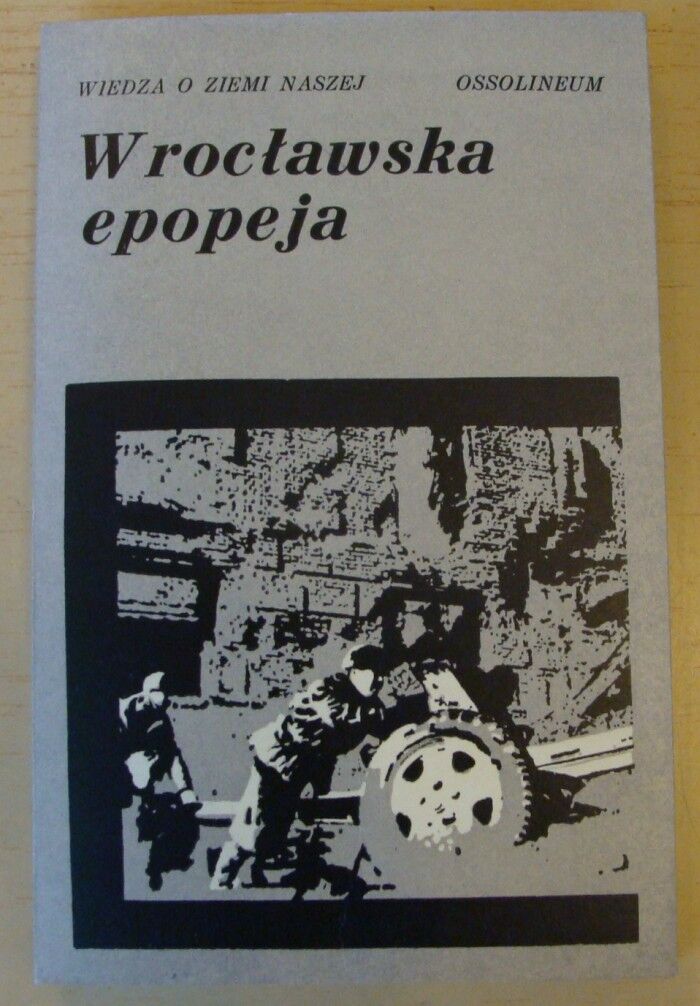 WIEDZA O ZIEMI NASZEJ OSSOLINEUM
Wrocławska
epopeja